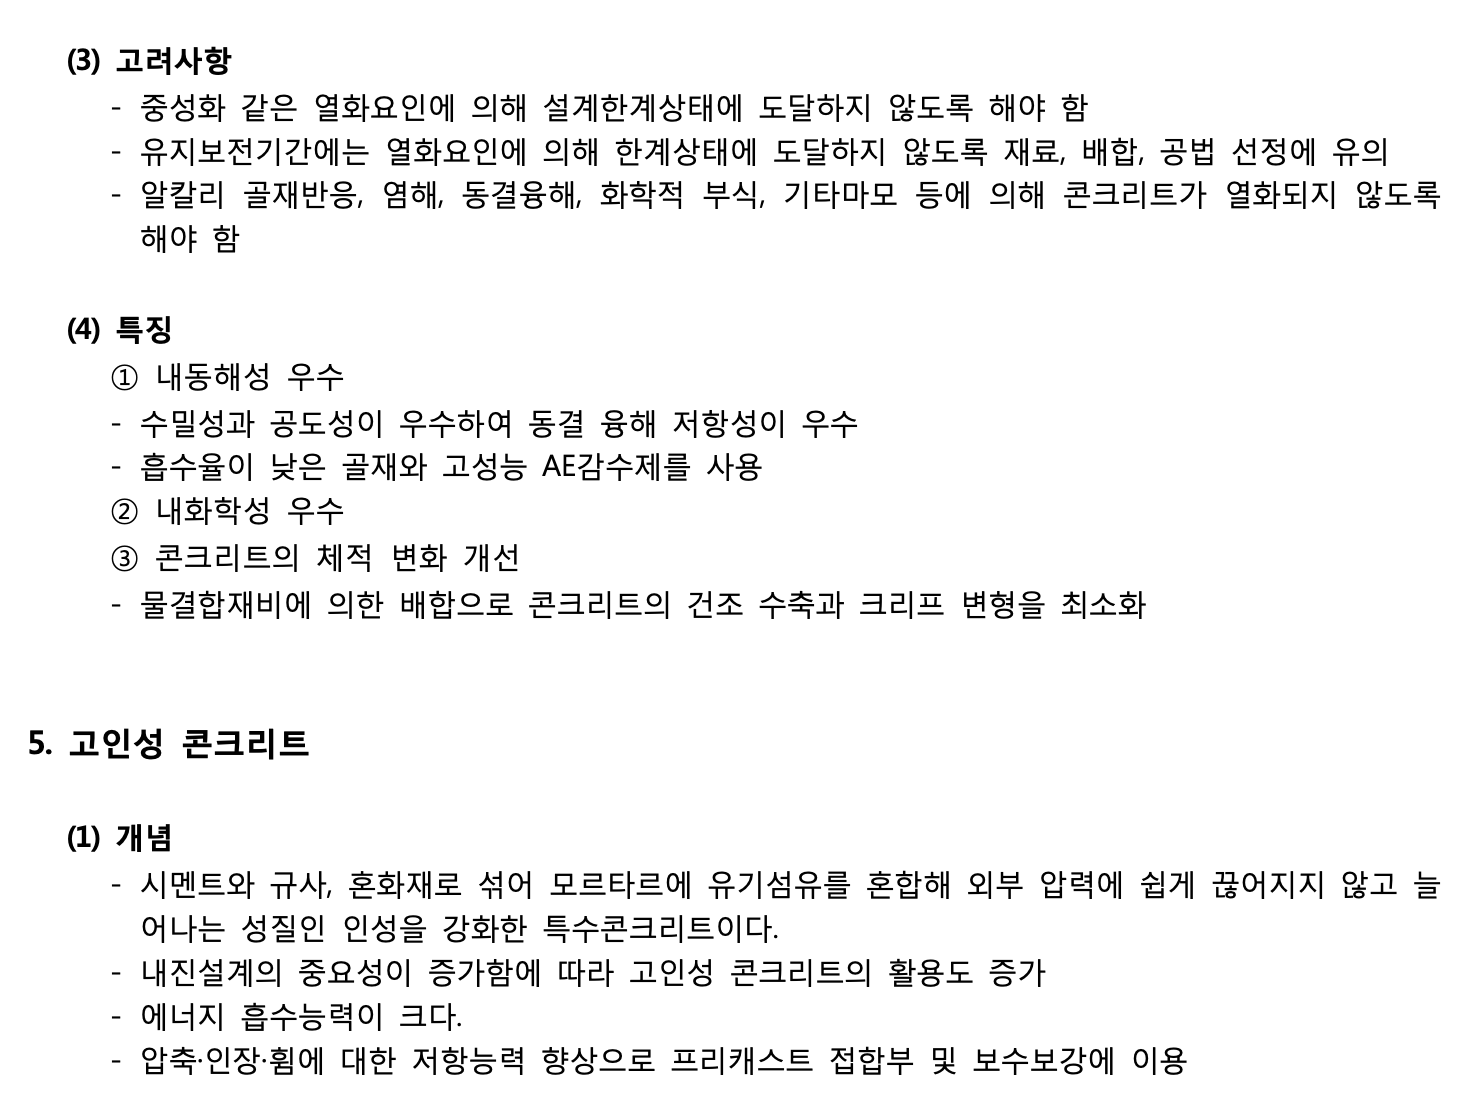 (3) 고려사항
- 중성화 같은 열화요인에 의해 설계한계상태에 도달하지 않도록 해야 함
- 유지보전기간에는 열화요인에 의해 한계상태에 도달하지 않도록 재료, 배합, 공법 선정에 유의
- 알칼리 골재반응, 염해, 동결융해, 화학적 부식, 기타마모 등에 의해 콘크리트가 열화되지 않도록
해야 함
(4) 특징
① 내동해성 우수
- 수밀성과 공도성이 우수하여 동결 융해 저항성이 우수
- 흡수율이 낮은 골재와 고성능 AE감수제를 사용
② 내화학성 우수
③ 콘크리트의 체적 변화 개선
- 물결합재비에 의한 배합으로 콘크리트의 건조 수축과 크리프 변형을 최소화
5. 고인성 콘크리트
(1) 개념
- 시멘트와 규사, 혼화재로 섞어 모르타르에 유기섬유를 혼합해 외부 압력에 쉽게 끊어지지 않고 늘
어나는 성질인 인성을 강화한 특수콘크리트이다.
- 내진설계의 중요성이 증가함에 따라 고인성 콘크리트의 활용도 증가
- 에너지 흡수능력이 크다.
- 압축·인장·휨에 대한 저항능력 향상으로 프리캐스트 접합부 및 보수보강에 이용